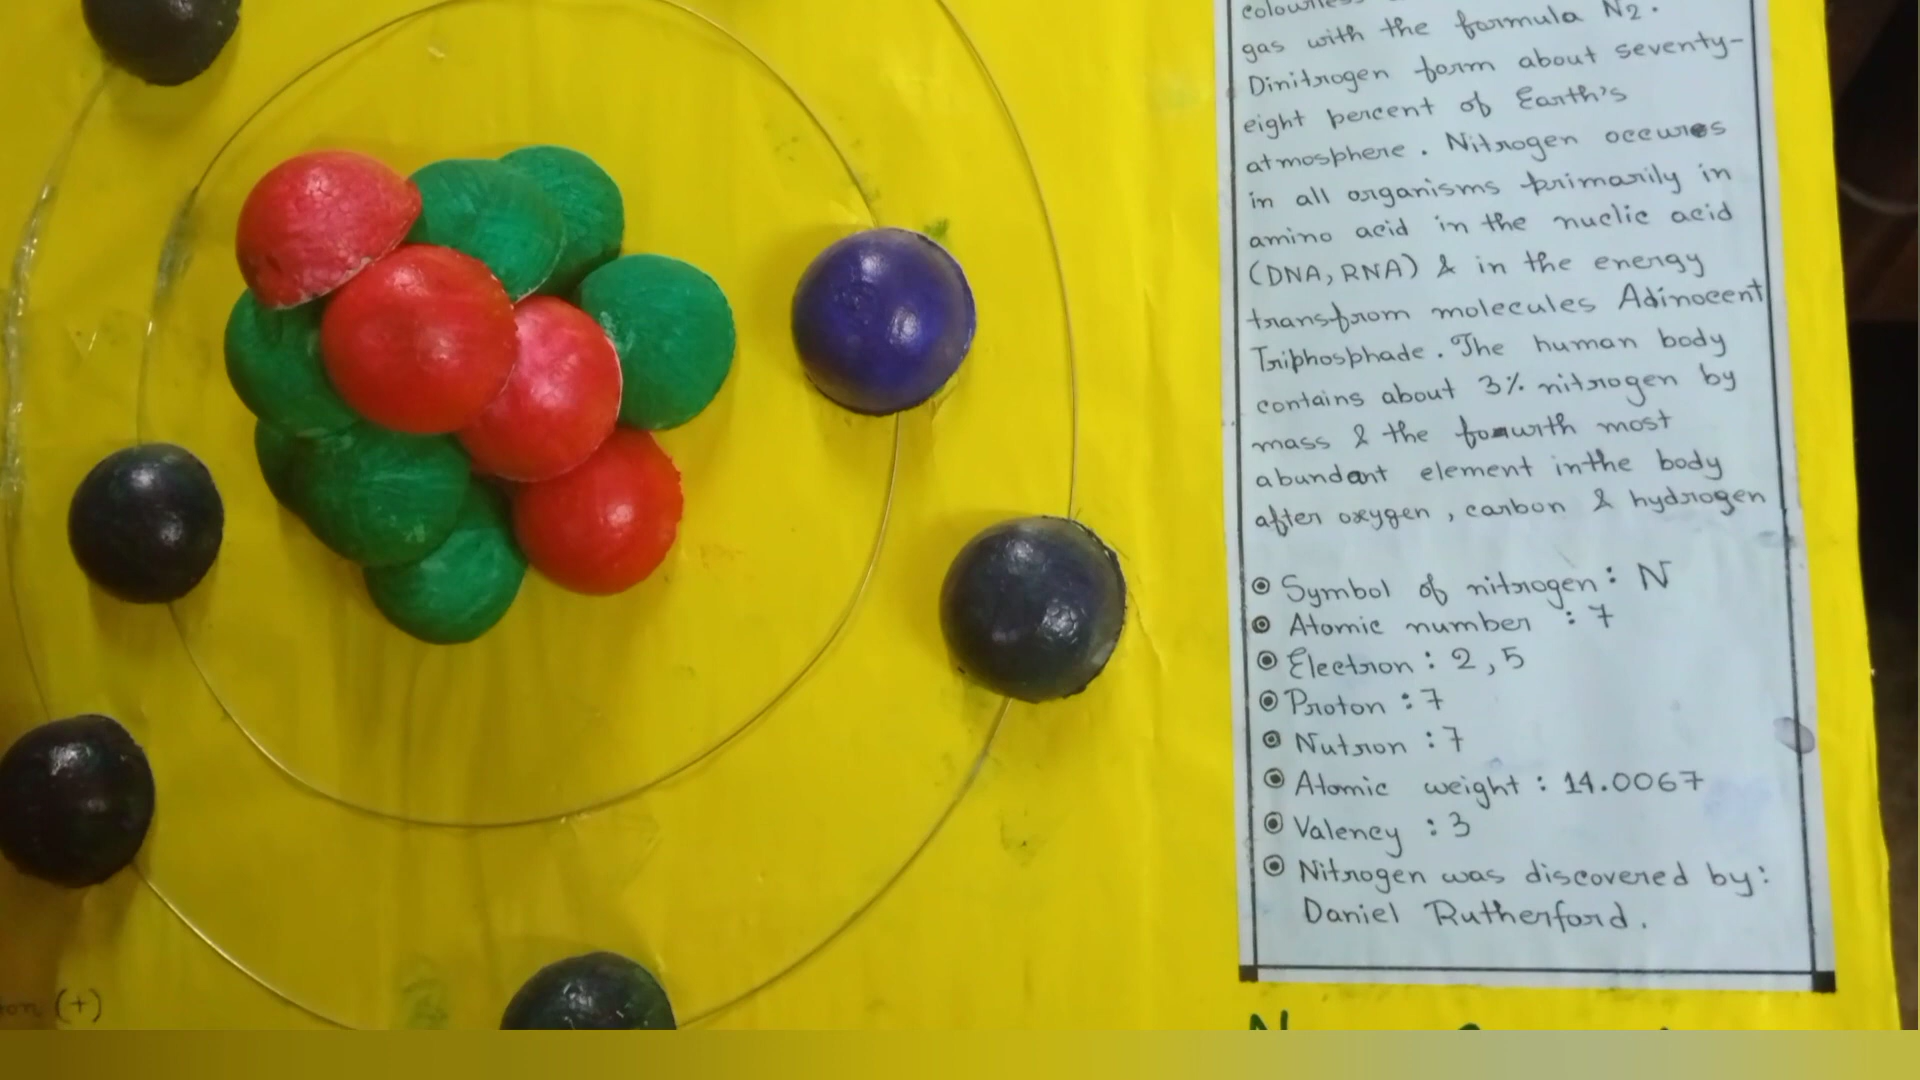 colourless
gas with the formula N2.
Dinitrogen form about seventy-
eight percent of Earth's
atmosphere. Nitrogen occures
in all organisms primarily in
amino acid in the nuclic acid
(DNA, RNA) & in the energy
transfrom molecules Adinocent
Triphosphade. The human body
contains about 3% nitrogen by
mass & the fourth most
abundant element inthe body
after oxygen, carbon & hydrogen
Symbol of nitrogen : N
Atomic number : 7
Electron : 2,5
Proton : 7
Nutron : 7
Atomic weight : 14.0067
Valency : 3
Nitrogen was discovered by:
Daniel Rutherford.
(+)